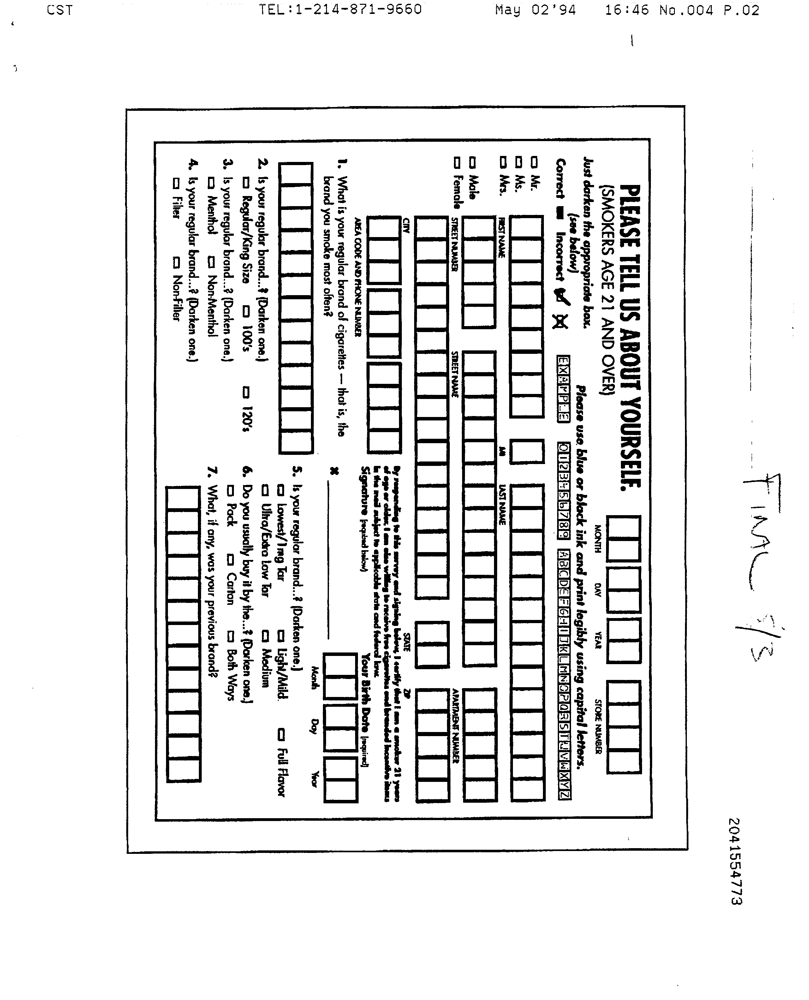 CST TEL:1-214-871-9660 May 02'94 16:46 No.004 P.02
PLEASE TELL US ABOUT YOURSELF.
(SMOKERS AGE 21 AND OVER)
MONTH DAY YEAR STORE NUMBER
Just darken the appropriate box.
(see below)
Please use blue or black ink and print legibly using capital letters.
Correct Incorrect
EXAMPLE 0123456789 ABCDEFGHIJKLMNOPQRSTUVWXYZ
Mr.
Ms.
Mrs.
FIRST NAME MI LAST NAME
Male
Female
STREET NUMBER STREET NAME APARTMENT NUMBER
CITY STATE ZIP
AREA CODE AND PHONE NUMBER
By responding to this survey and signing below, I certify that I am a smoker 21 years
of age or older. I am also willing to receive free cigarettes and branded incentive items
in the mail subject to applicable state and federal law.
Signature (required below) Your Birth Date (required)
x
Month Day Year
1. What is your regular brand of cigarettes — that is, the
brand you smoke most often?
2. Is your regular brand...? (Darken one.)
Regular/King Size 100's 120's
3. Is your regular brand...? (Darken one.)
Menthol Non-Menthol
4. Is your regular brand...? (Darken one.)
Filter Non-Filter
5. Is your regular brand...? (Darken one.)
Lowest/1mg Tar Light/Mild Full Flavor
Ultra/Extra Low Tar Medium
6. Do you usually buy it by the...? (Darken one.)
Pack Carton Both Ways
7. What, if any, was your previous brand?
FINAL 5/3
2041554773